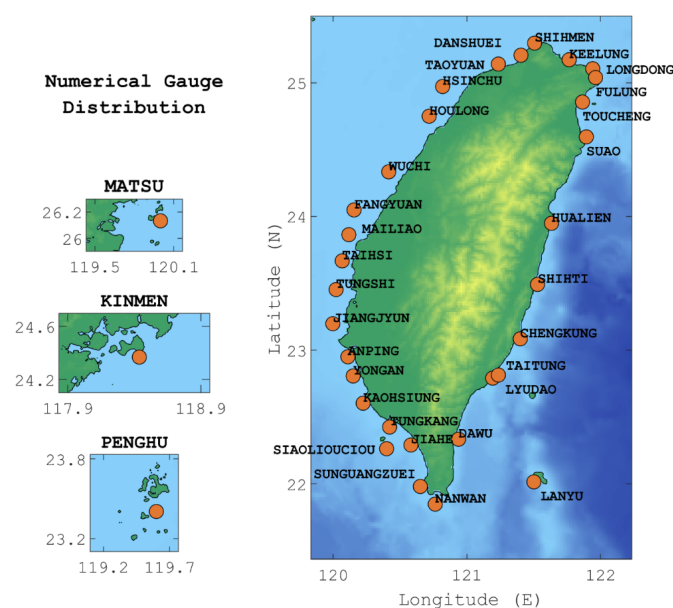 Numerical Gauge
Distribution
MATSU
26.2
26
119.5
120.1
KINMEN
24.6
24.2
117.9
118.9
PENGHU
23.8
23.2
119.2
119.7
SHIHMEN
DANSHUEI
KEELUNG
TAOYUAN
LONGDONG
HSINCHU
FULUNG
HOULONG
TOUCHENG
SUAO
WUCHI
FANGYUAN
HUALIEN
MAILIAO
TAIHSI
TUNGSHI
SHIHTI
JIANGJYUN
CHENGKUNG
ANPING
TAITUNG
YONGAN
LYUDAO
KAOHSIUNG
TUNGKANG
DAWU
JIAHE
SIAOLIOUCIOU
SUNGUANGZUEI
LANYU
NANWAN
25
24
23
22
Latitude (N)
120
121
122
Longitude (E)